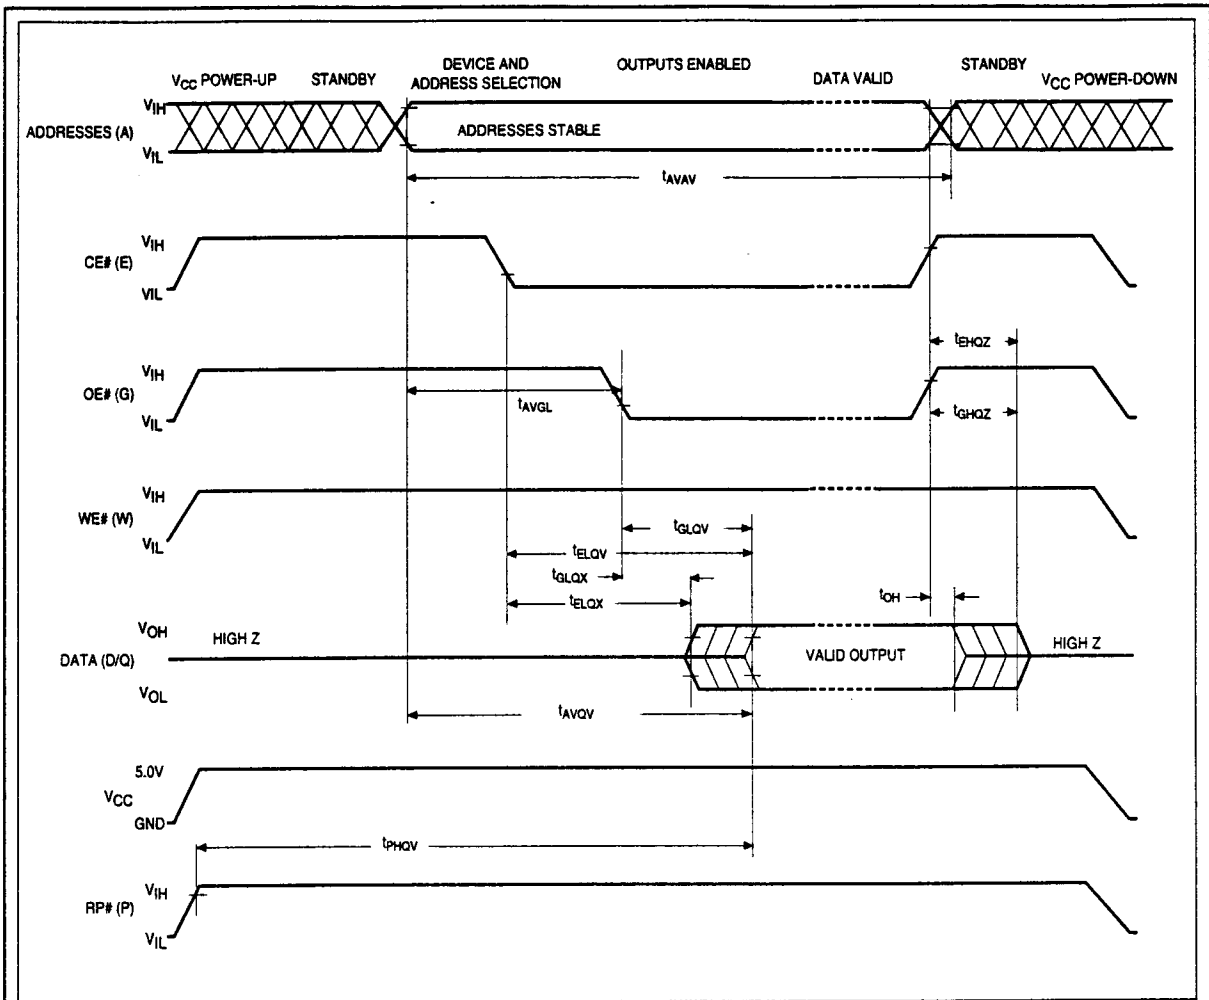 VCC POWER-UP STANDBY DEVICE AND ADDRESS SELECTION OUTPUTS ENABLED DATA VALID STANDBY VCC POWER-DOWN
VIH
ADDRESSES (A) ADDRESSES STABLE
VIL
tAVAV
VIH
CE# (E)
VIL
tEHQZ
VIH
OE# (G)
tAVGL tGHQZ
VIL
VIH
WE# (W)
tGLQV
VIL
tELQV
tGLQX
tELQX tOH
VOH HIGH Z
DATA (D/Q) VALID OUTPUT HIGH Z
VOL
tAVQV
5.0V
VCC
GND
tPHQV
VIH
RP# (P)
VIL